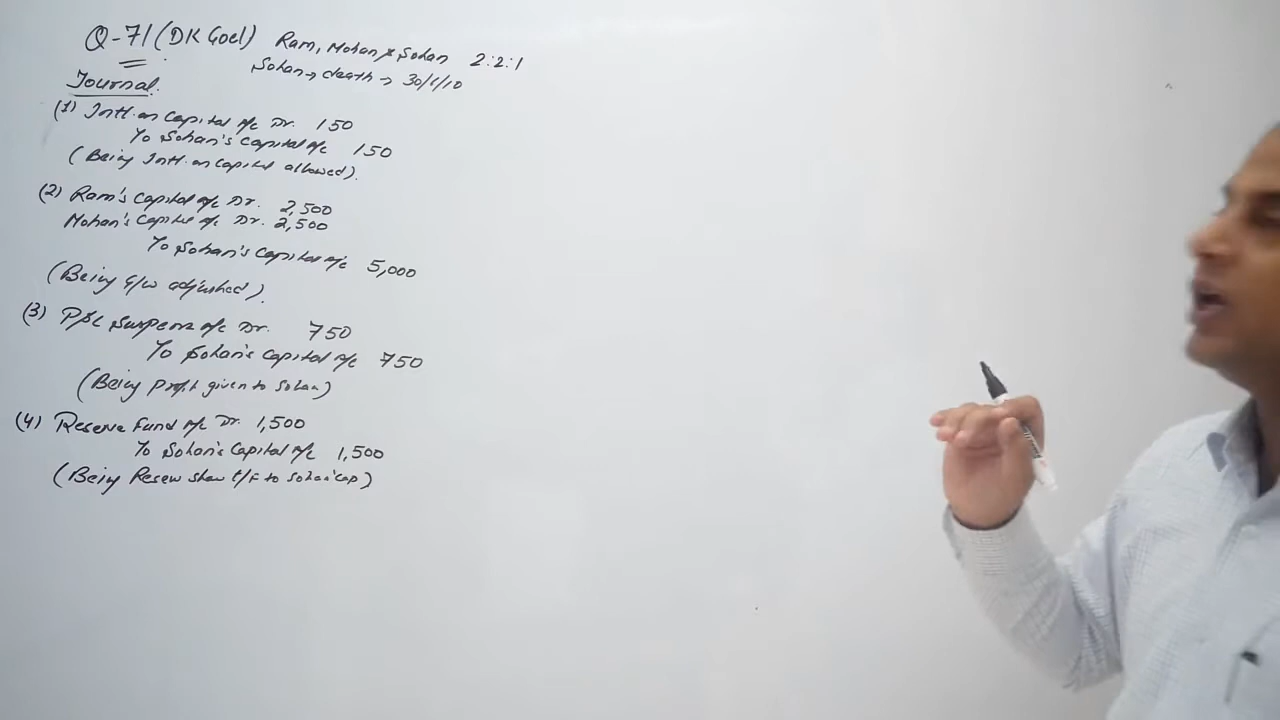 Q-71 (DK Goel) Ram, Mohan & Sohan 2:2:1
Sohan → death → 30/6/10
Journal.
(1) Intt. on Capital A/c Dr. 150
To Sohan's Capital A/c 150
(Being Intt. on Capital allowed).
(2) Ram's Capital A/c Dr. 2,500
Mohan's Capital A/c Dr. 2,500
To Sohan's Capital A/c 5,000
(Being G/w adjusted).
(3) P&L Suspense A/c Dr. 750
To Sohan's Capital A/c 750
(Being Profit given to Sohan)
(4) Reserve Fund A/c Dr. 1,500
To Sohan's Capital A/c 1,500
(Being t/f to Sohan's Cap)